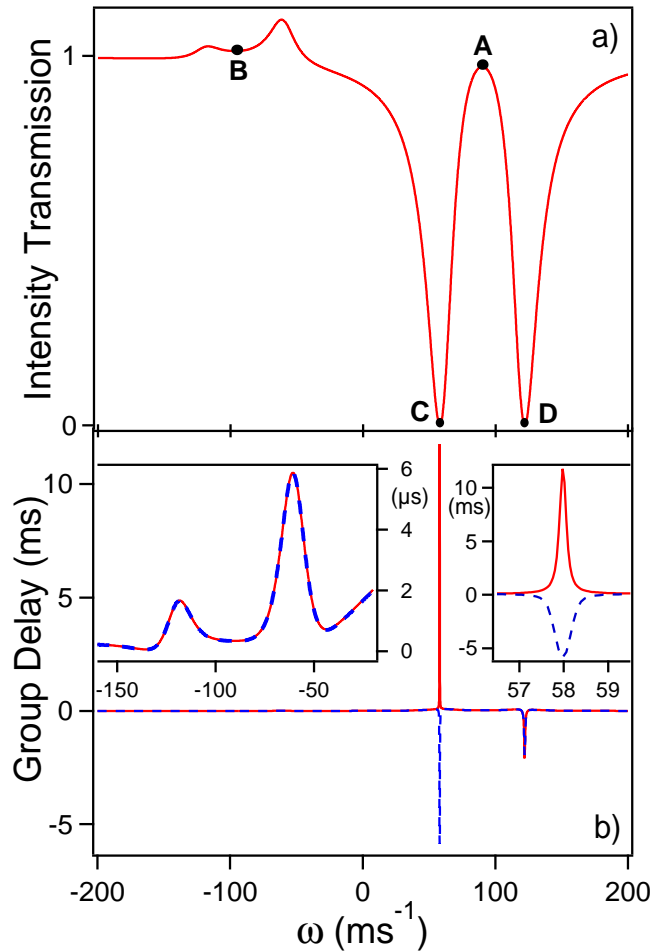 a)
1
A
B
Intensity Transmission
C
D
0
10
5
0
-5
Group Delay (ms)
6
(μs)
4
2
0
-150
-100
-50
10
(ms)
5
0
-5
57
58
59
b)
-200
-100
0
100
200
ω (ms⁻¹)